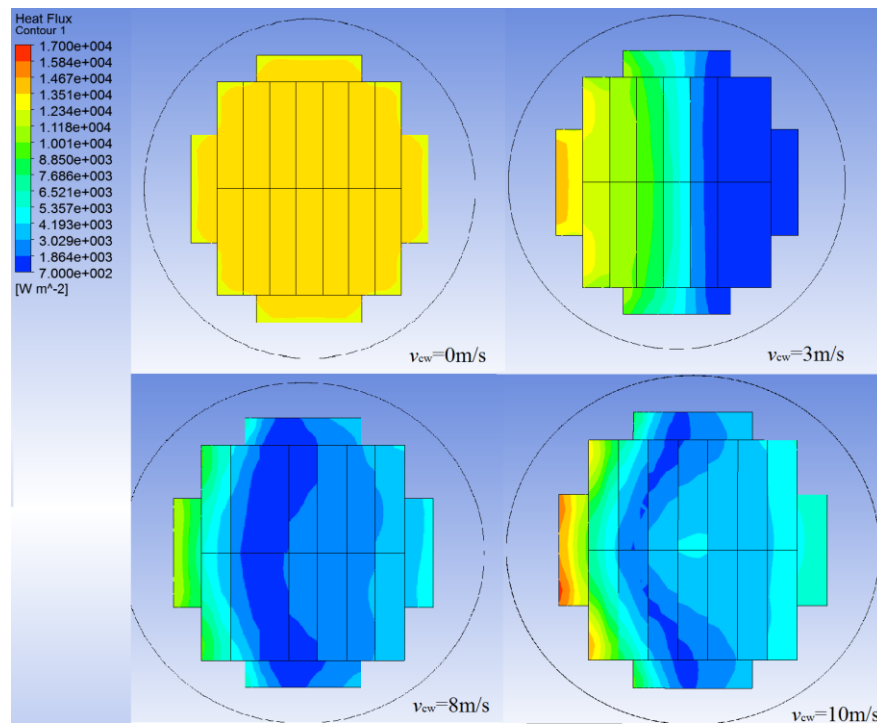 Heat Flux
Contour 1
1.700e+004
1.584e+004
1.467e+004
1.351e+004
1.234e+004
1.118e+004
1.001e+004
8.850e+003
7.686e+003
6.521e+003
5.357e+003
4.193e+003
3.029e+003
1.864e+003
7.000e+002
[W m^-2]
vcw=0m/s
vcw=3m/s
vcw=8m/s
vcw=10m/s